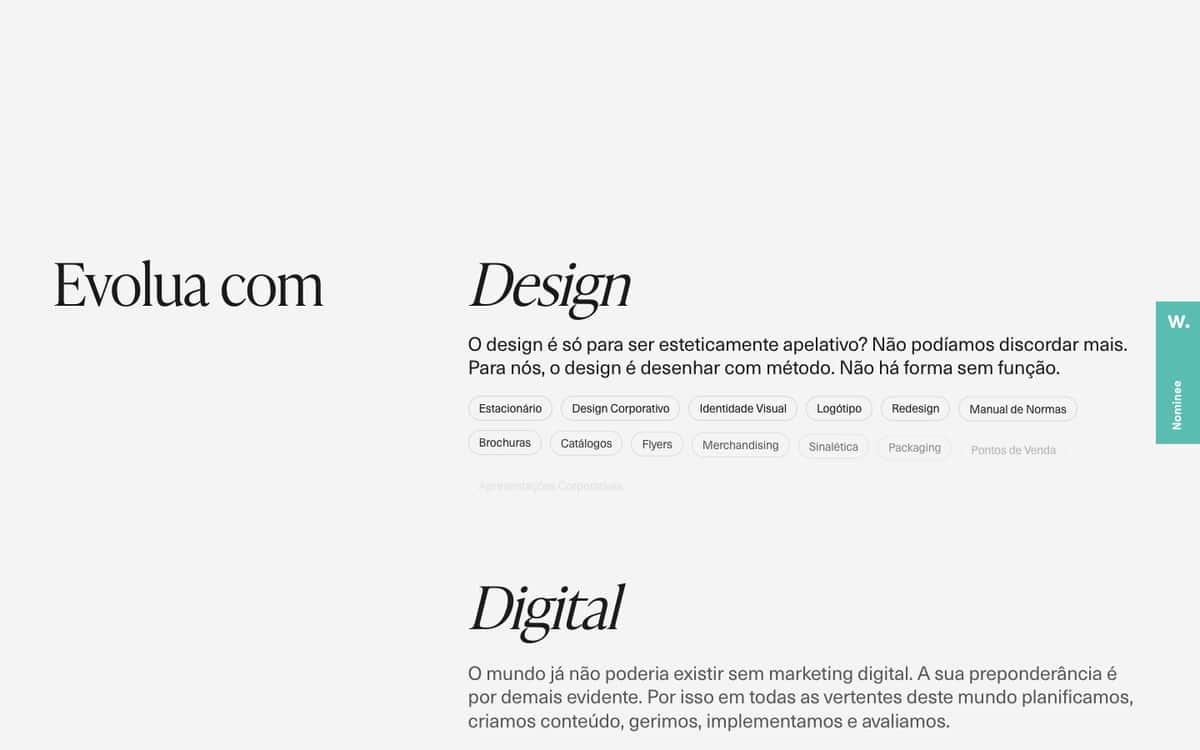 Evolua com
Design
O design é só para ser esteticamente apelativo? Não podíamos discordar mais.
Para nós, o design é desenhar com método. Não há forma sem função.
Estacionário
Design Corporativo
Identidade Visual
Logótipo
Redesign
Manual de Normas
Brochuras
Catálogos
Flyers
Merchandising
Sinalética
Packaging
Pontos de Venda
Apresentações Corporativas
Digital
O mundo já não poderia existir sem marketing digital. A sua preponderância é
por demais evidente. Por isso em todas as vertentes deste mundo planificamos,
criamos conteúdo, gerimos, implementamos e avaliamos.
W.
Nominee